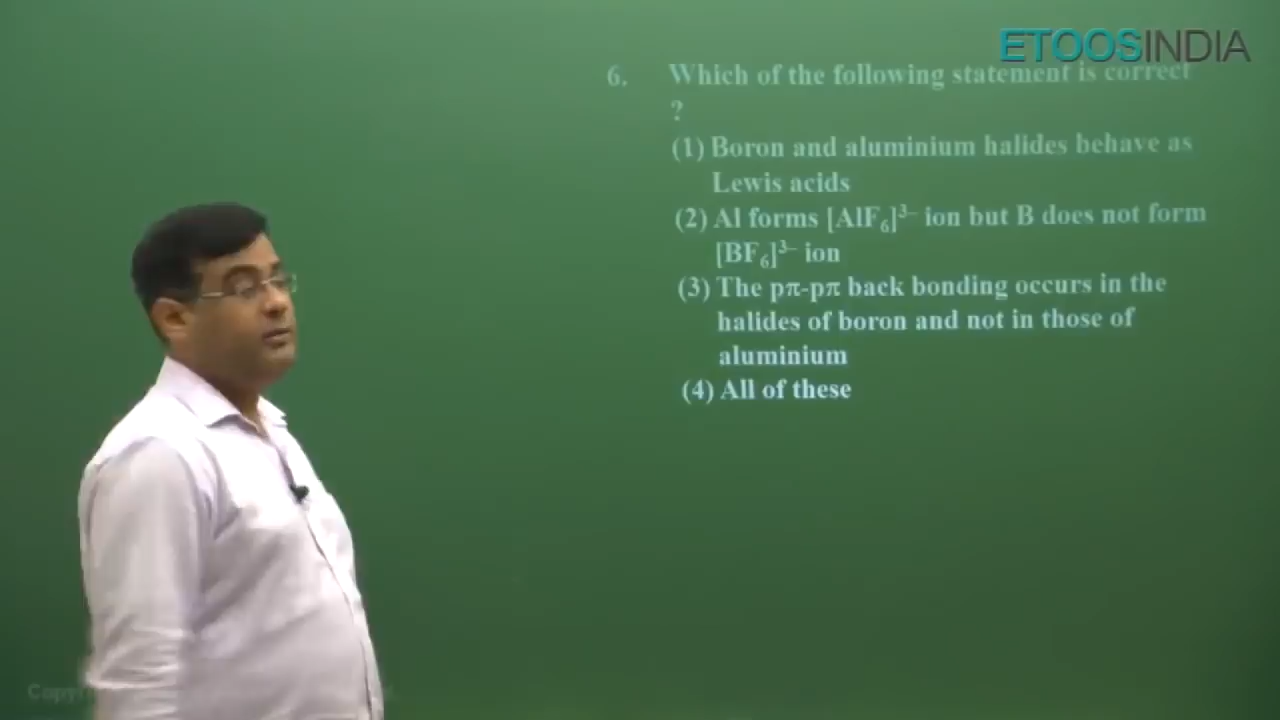 ETOOSINDIA
6. Which of the following statement is correct
?
(1) Boron and aluminium halides behave as
Lewis acids
(2) Al forms [AlF₆]³⁻ ion but B does not form
[BF₆]³⁻ ion
(3) The pπ-pπ back bonding occurs in the
halides of boron and not in those of
aluminium
(4) All of these